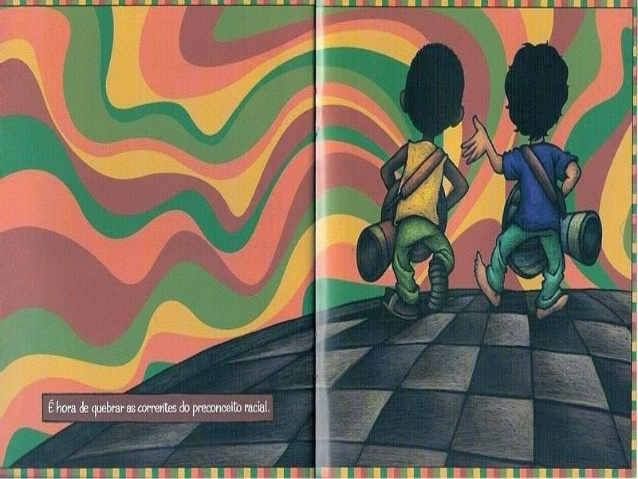 É hora de quebrar as correntes do preconceito racial.